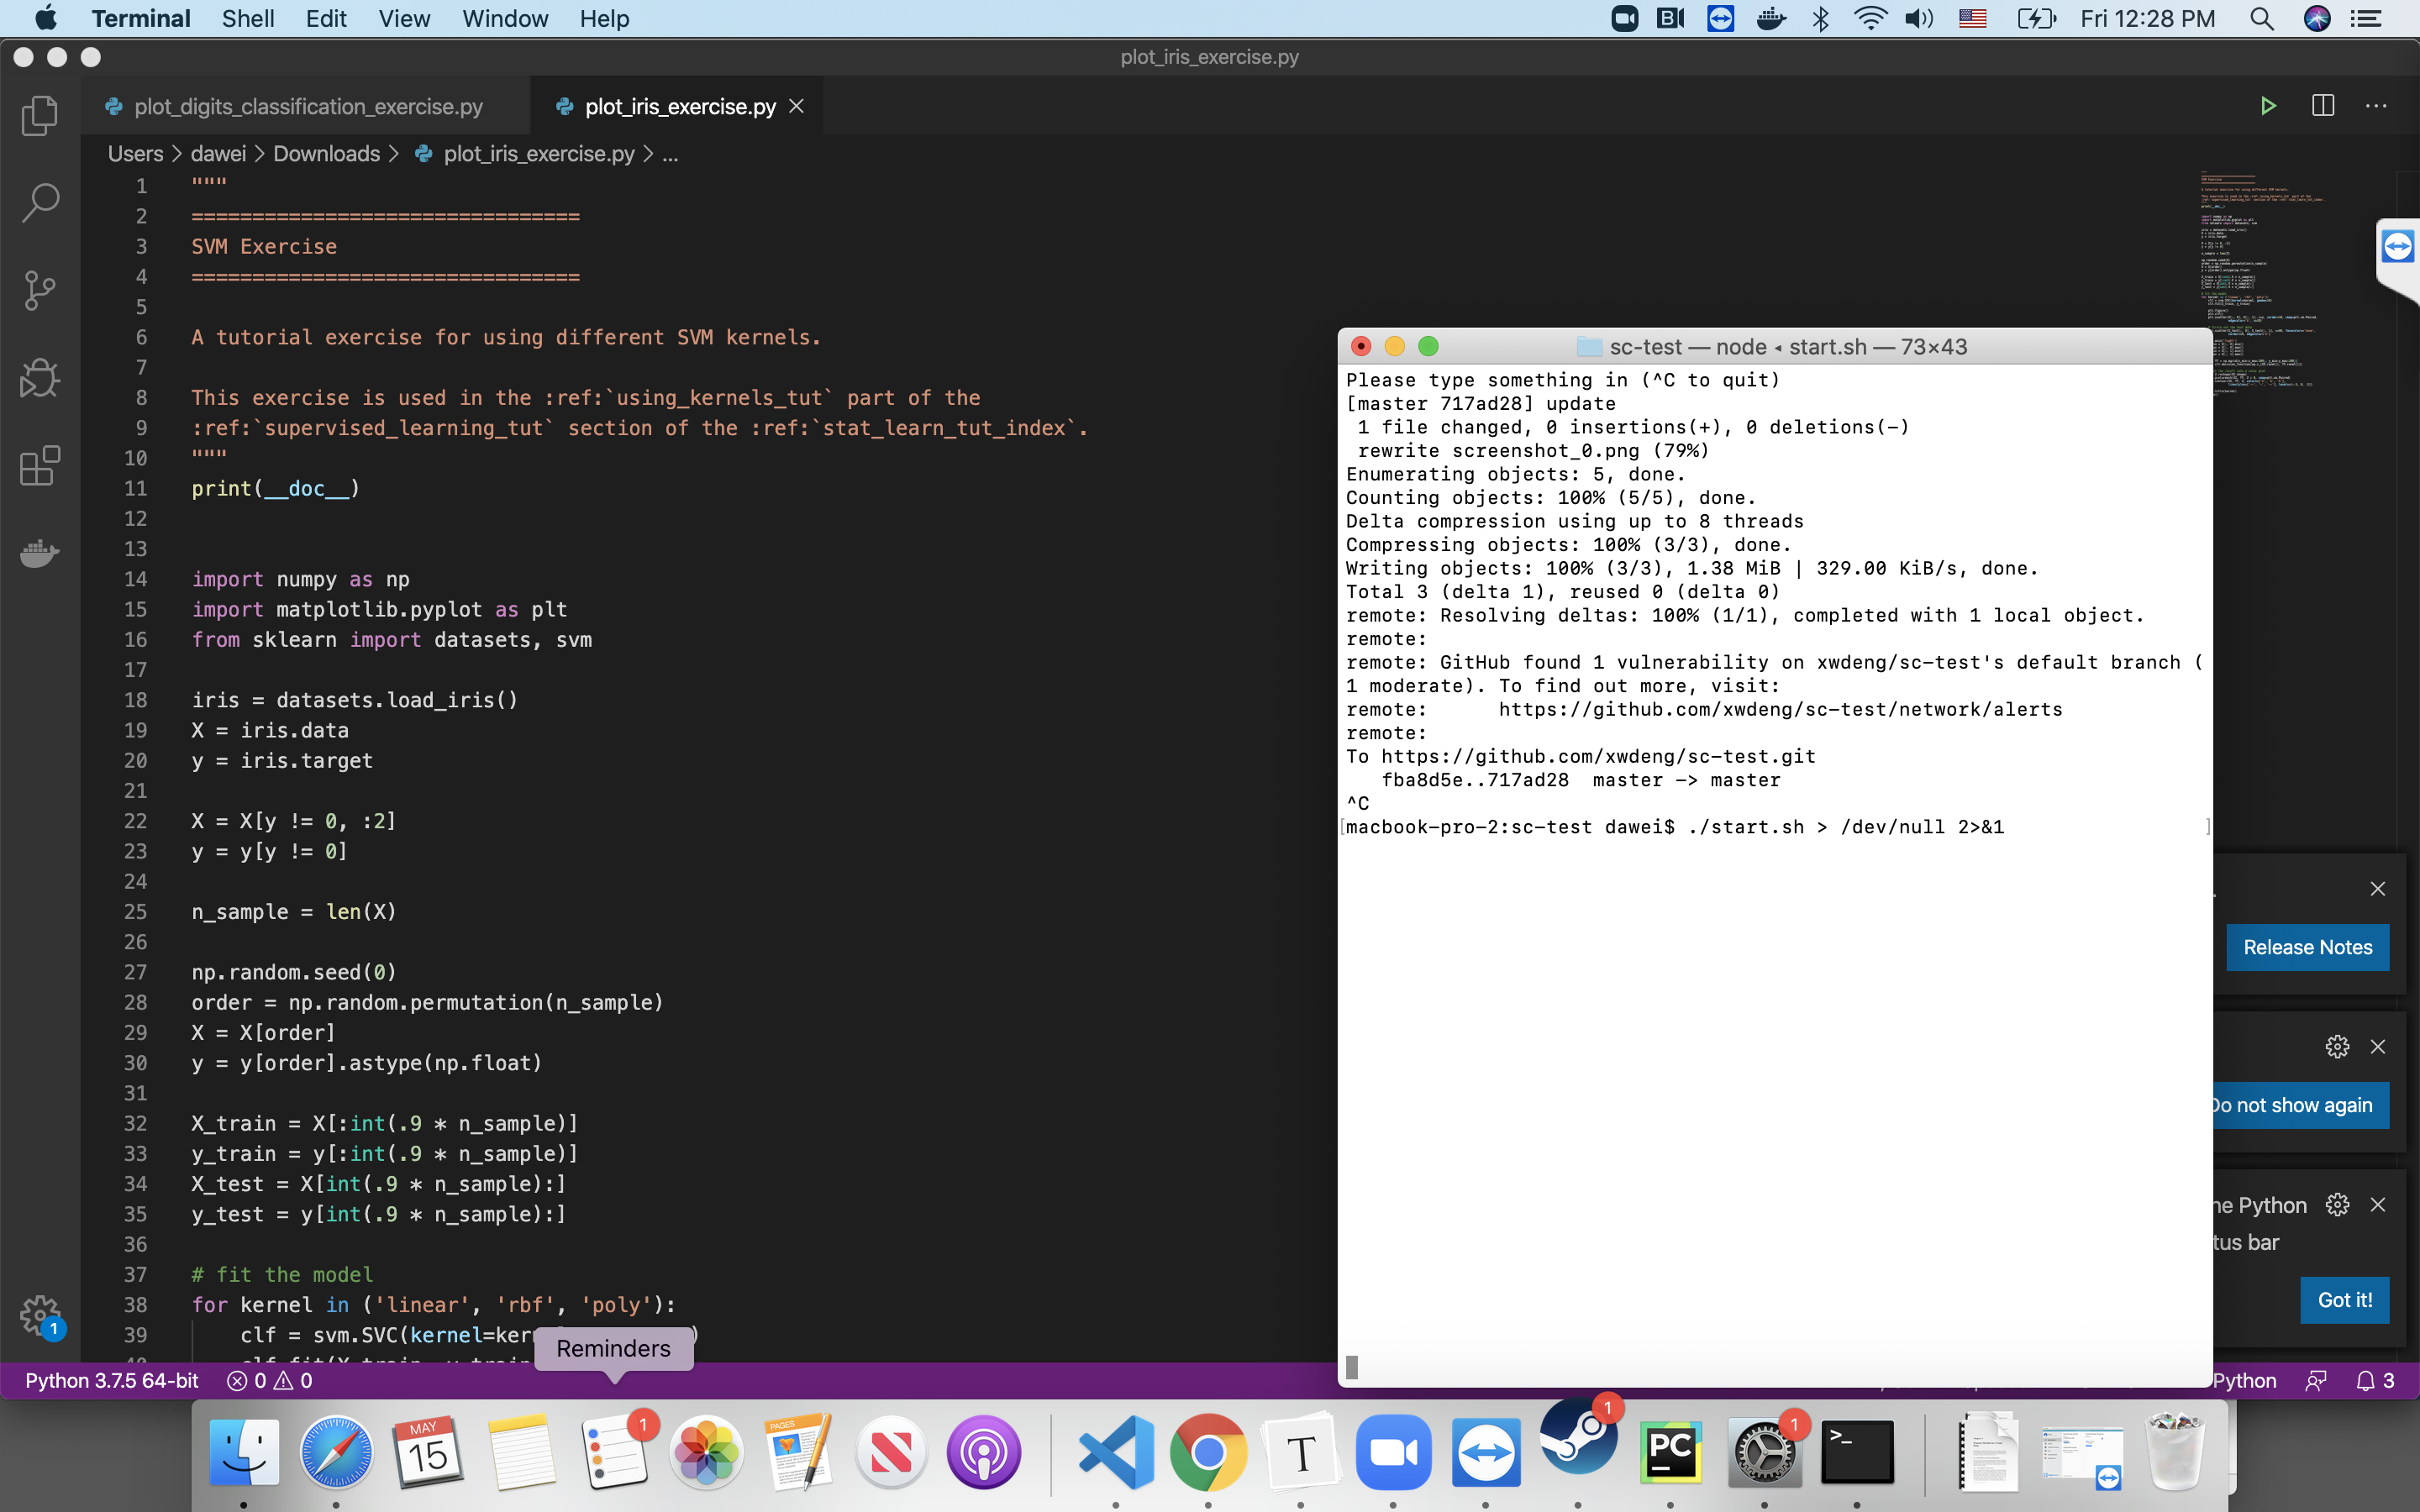 Terminal Shell Edit View Window Help
Fri 12:28 PM
plot_iris_exercise.py
plot_digits_classification_exercise.py
plot_iris_exercise.py
Users > dawei > Downloads > plot_iris_exercise.py > ...
1 """
2 ================================
3 SVM Exercise
4 ================================
5
6 A tutorial exercise for using different SVM kernels.
7
8 This exercise is used in the :ref:`using_kernels_tut` part of the
9 :ref:`supervised_learning_tut` section of the :ref:`stat_learn_tut_index`.
10 """
11 print(__doc__)
12
13
14 import numpy as np
15 import matplotlib.pyplot as plt
16 from sklearn import datasets, svm
17
18 iris = datasets.load_iris()
19 X = iris.data
20 y = iris.target
21
22 X = X[y != 0, :2]
23 y = y[y != 0]
24
25 n_sample = len(X)
26
27 np.random.seed(0)
28 order = np.random.permutation(n_sample)
29 X = X[order]
30 y = y[order].astype(np.float)
31
32 X_train = X[:int(.9 * n_sample)]
33 y_train = y[:int(.9 * n_sample)]
34 X_test = X[int(.9 * n_sample):]
35 y_test = y[int(.9 * n_sample):]
36
37 # fit the model
38 for kernel in ('linear', 'rbf', 'poly'):
39 clf = svm.SVC(kernel=ker
Reminders
Python 3.7.5 64-bit 0 0
sc-test — node ◂ start.sh — 73×43
Please type something in (^C to quit)
[master 717ad28] update
1 file changed, 0 insertions(+), 0 deletions(-)
rewrite screenshot_0.png (79%)
Enumerating objects: 5, done.
Counting objects: 100% (5/5), done.
Delta compression using up to 8 threads
Compressing objects: 100% (3/3), done.
Writing objects: 100% (3/3), 1.38 MiB | 329.00 KiB/s, done.
Total 3 (delta 1), reused 0 (delta 0)
remote: Resolving deltas: 100% (1/1), completed with 1 local object.
remote:
remote: GitHub found 1 vulnerability on xwdeng/sc-test's default branch (
1 moderate). To find out more, visit:
remote: https://github.com/xwdeng/sc-test/network/alerts
remote:
To https://github.com/xwdeng/sc-test.git
fba8d5e..717ad28 master -> master
^C
[macbook-pro-2:sc-test dawei$ ./start.sh > /dev/null 2>&1 ]
Release Notes
Do not show again
he Python
tus bar
Got it!
Python
3
1
MAY
15
1
PAGES
T
1
PC
1
>_